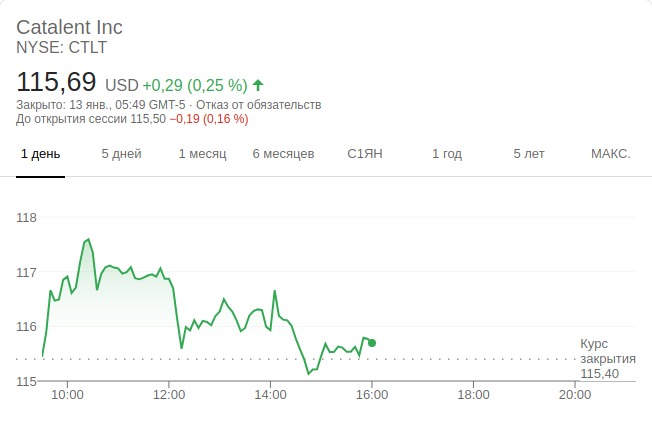 Catalent Inc
NYSE: CTLT
115,69 USD +0,29 (0,25 %)
Закрыто: 13 янв., 05:49 GMT-5 · Отказ от обязательств
До открытия сессии 115,50 −0,19 (0,16 %)
1 день 5 дней 1 месяц 6 месяцев С1ЯН 1 год 5 лет МАКС.
118
117
116
115
Курс
закрытия
115,40
10:00 12:00 14:00 16:00 18:00 20:00